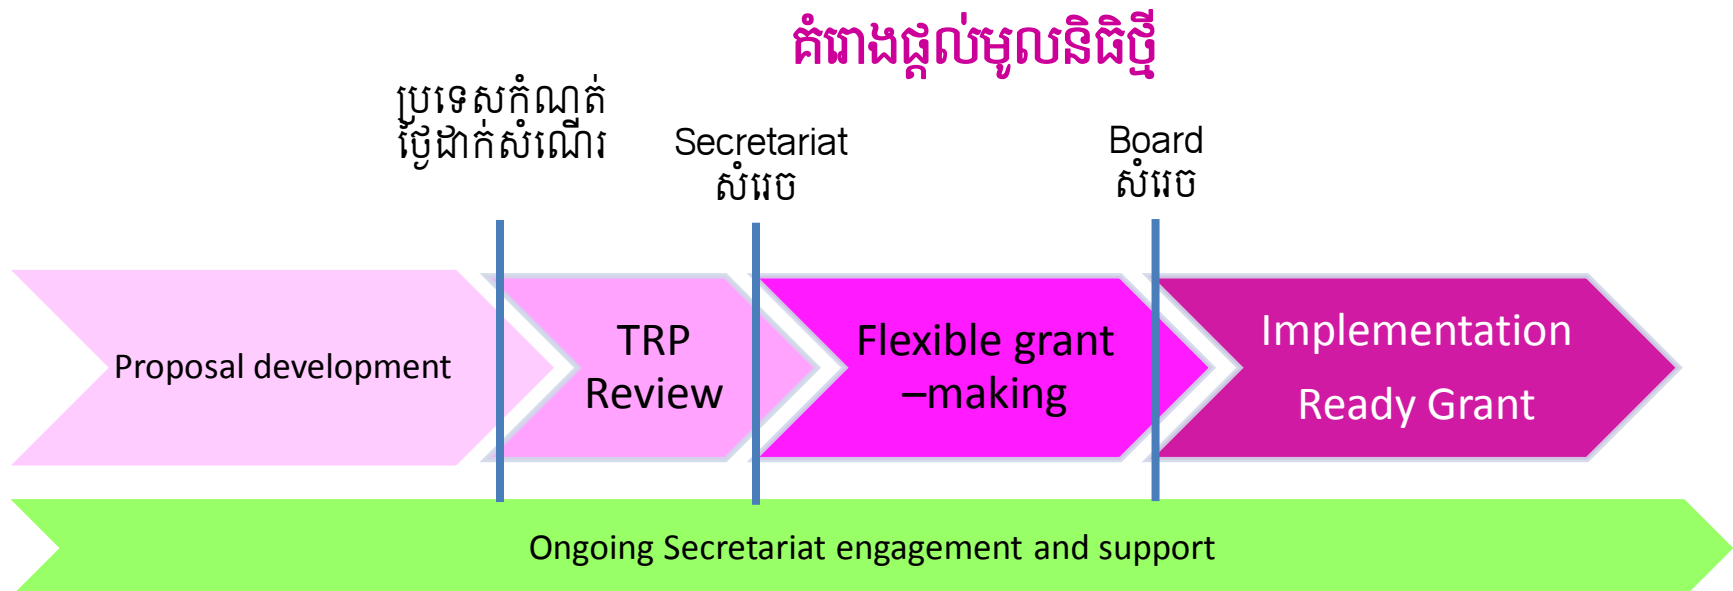 គំរោងផ្តល់មូលនិធិថ្មី
ប្រទេសកំណត់
ថ្ងៃដាក់សំណើរ
Secretariat
សំរេច
Board
សំរេច
Proposal development
TRP
Review
Flexible grant
–making
Implementation
Ready Grant
Ongoing Secretariat engagement and support